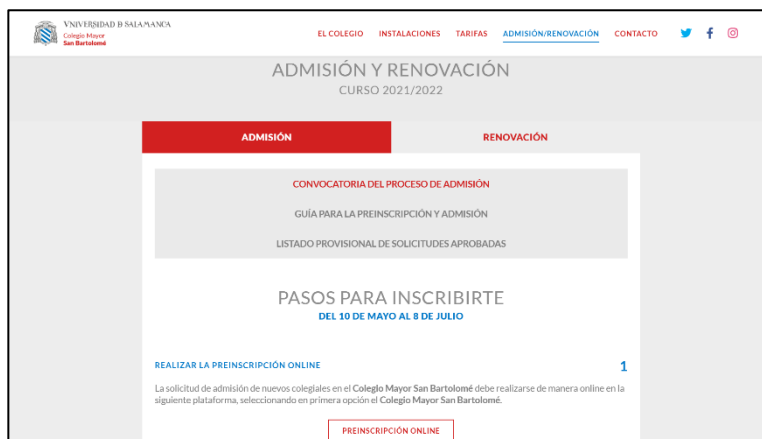 VNIVERSIDAD D SALAMANCA
Colegio Mayor
San Bartolomé
EL COLEGIO INSTALACIONES TARIFAS ADMISIÓN/RENOVACIÓN CONTACTO
ADMISIÓN Y RENOVACIÓN
CURSO 2021/2022
ADMISIÓN RENOVACIÓN
CONVOCATORIA DEL PROCESO DE ADMISIÓN
GUÍA PARA LA PREINSCRIPCIÓN Y ADMISIÓN
LISTADO PROVISIONAL DE SOLICITUDES APROBADAS
PASOS PARA INSCRIBIRTE
DEL 10 DE MAYO AL 8 DE JULIO
REALIZAR LA PREINSCRIPCIÓN ONLINE 1
La solicitud de admisión de nuevos colegiales en el Colegio Mayor San Bartolomé debe realizarse de manera online en la
siguiente plataforma, seleccionando en primera opción el Colegio Mayor San Bartolomé.
PREINSCRIPCIÓN ONLINE